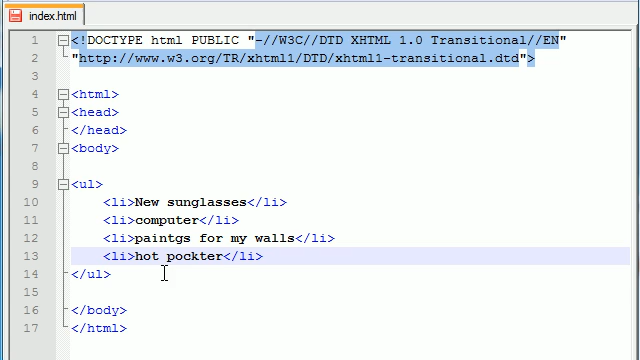 index.html
1 <!DOCTYPE html PUBLIC "-//W3C//DTD XHTML 1.0 Transitional//EN"
2 "http://www.w3.org/TR/xhtml1/DTD/xhtml1-transitional.dtd">
3
4 <html>
5 <head>
6 </head>
7 <body>
8
9 <ul>
10 <li>New sunglasses</li>
11 <li>computer</li>
12 <li>paintgs for my walls</li>
13 <li>hot pockter</li>
14 </ul>
15
16 </body>
17 </html>